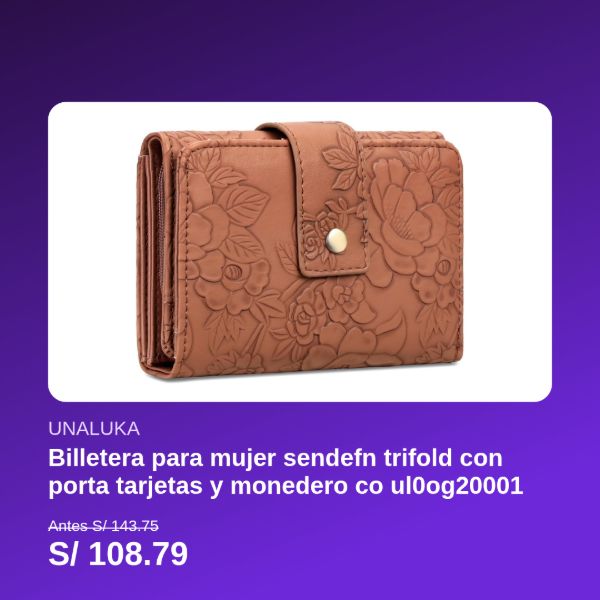 UNALUKA
Billetera para mujer sendefn trifold con
porta tarjetas y monedero co ul0og20001
Antes S/ 143.75
S/ 108.79